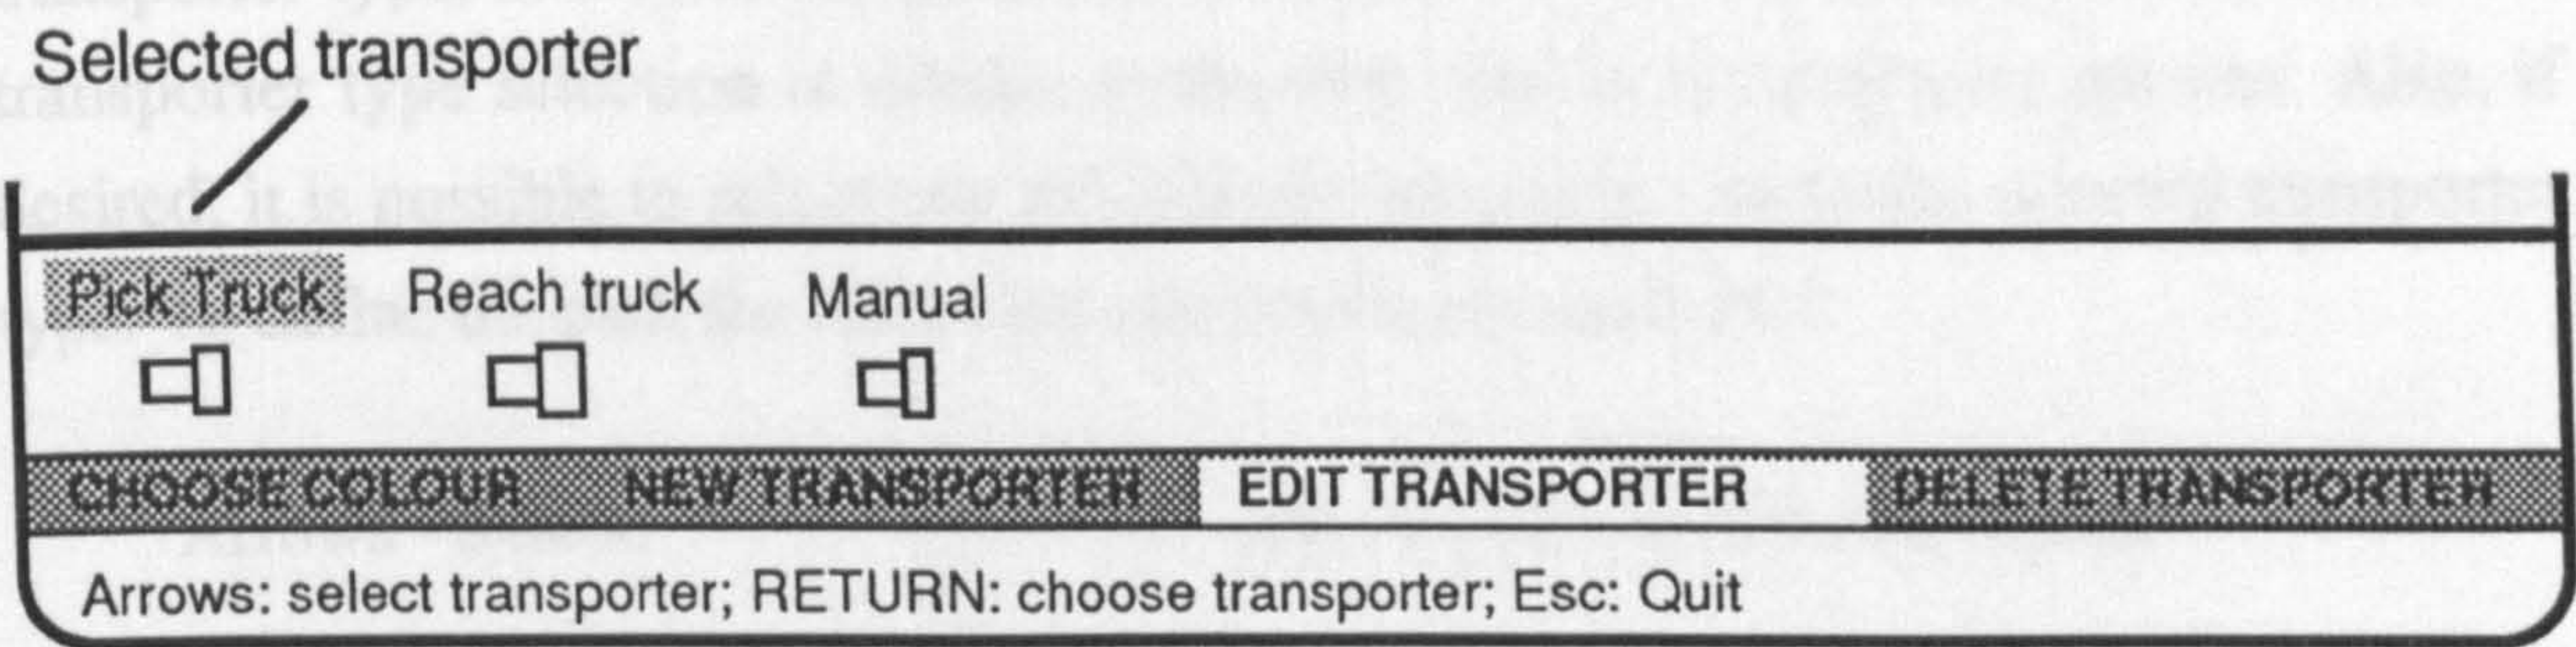 Selected transporter
Pick Truck Reach truck Manual
CHOOSE COLOUR NEW TRANSPORTER EDIT TRANSPORTER DELETE TRANSPORTER
Arrows: select transporter; RETURN: choose transporter; Esc: Quit